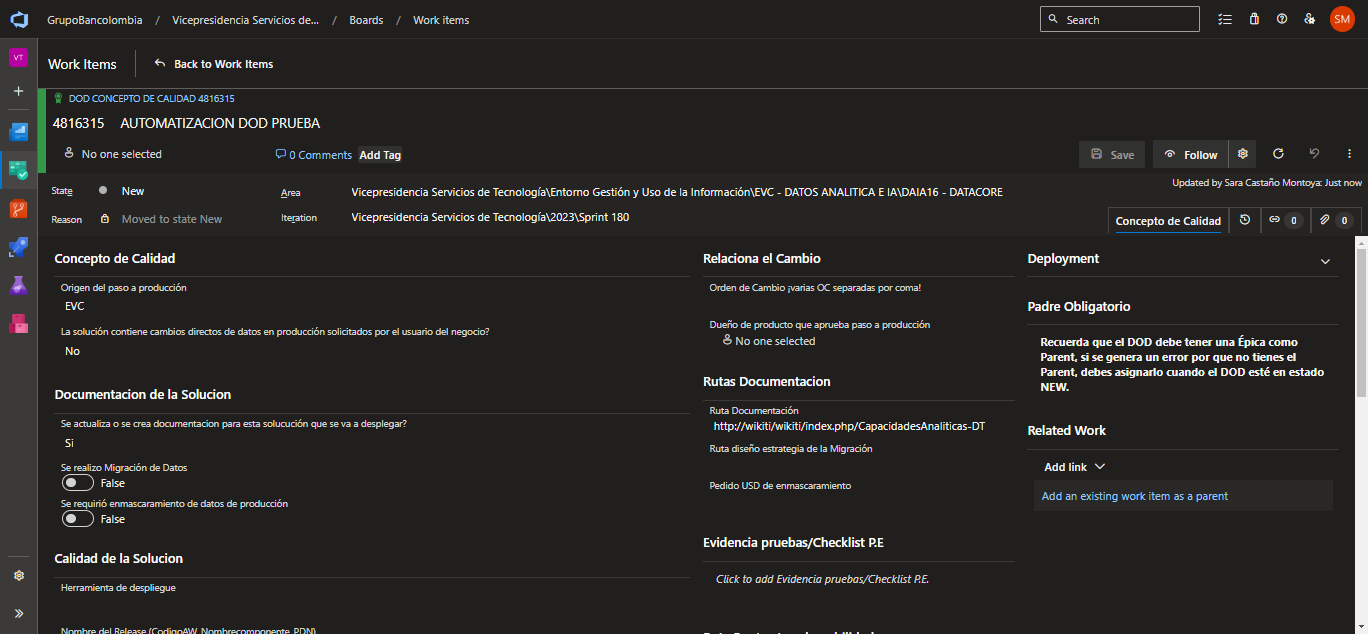 GrupoBancolombia / Vicepresidencia Servicios de... / Boards / Work items
Search
SM
VT
Work Items
Back to Work Items
DOD CONCEPTO DE CALIDAD 4816315
4816315 AUTOMATIZACION DOD PRUEBA
No one selected
0 Comments
Add Tag
Save
Follow
State
New
Area
Vicepresidencia Servicios de Tecnología\Entorno Gestión y Uso de la Información\EVC - DATOS ANALITICA E IA\DAIA16 - DATACORE
Updated by Sara Castaño Montoya: Just now
Reason
Moved to state New
Iteration
Vicepresidencia Servicios de Tecnología\2023\Sprint 180
Concepto de Calidad
0
0
Concepto de Calidad
Origen del paso a producción
EVC
La solución contiene cambios directos de datos en producción solicitados por el usuario del negocio?
No
Documentacion de la Solucion
Se actualiza o se crea documentacion para esta solucución que se va a desplegar?
Si
Se realizo Migración de Datos
False
Se requirió enmascaramiento de datos de producción
False
Calidad de la Solucion
Herramienta de despliegue
Nombre del Release (CodigoAW_Nombrecomponente_PDN)
Relaciona el Cambio
Orden de Cambio ¡varias OC separadas por coma!
Dueño de producto que aprueba paso a producción
No one selected
Rutas Documentacion
Ruta Documentación
http://wikiti/wikiti/index.php/CapacidadesAnaliticas-DT
Ruta diseño estrategia de la Migración
Pedido USD de enmascaramiento
Evidencia pruebas/Checklist P.E
Click to add Evidencia pruebas/Checklist P.E.
Deployment
Padre Obligatorio
Recuerda que el DOD debe tener una Épica como
Parent, si se genera un error por que no tienes el
Parent, debes asignarlo cuando el DOD esté en estado
NEW.
Related Work
Add link
Add an existing work item as a parent